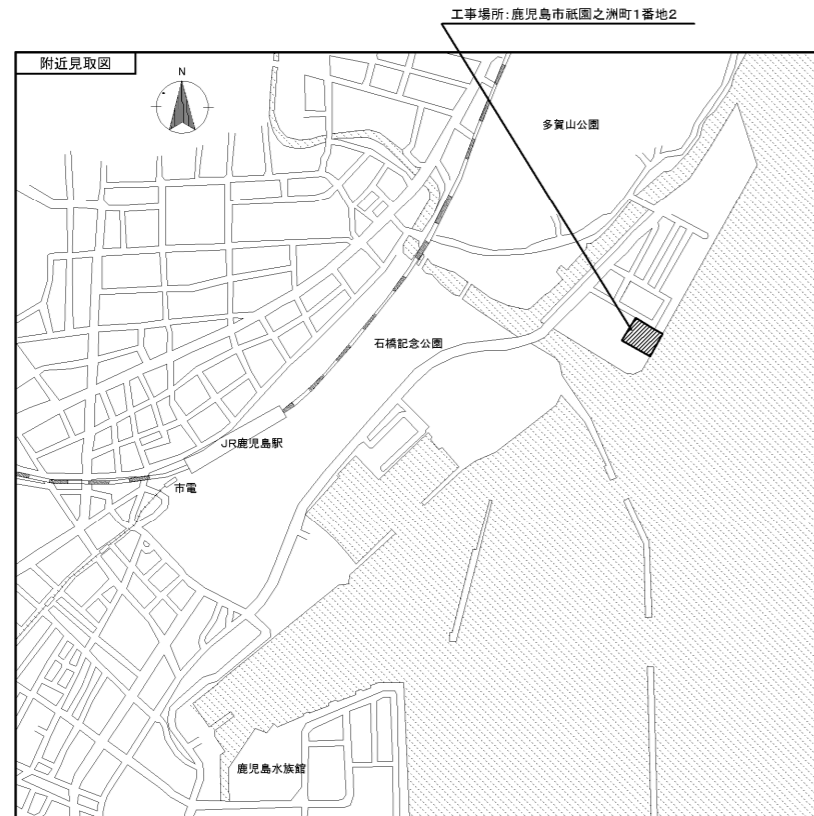 工事場所:鹿児島市祇園之洲町1番地2
附近見取図
N
多賀山公園
石橋記念公園
JR鹿児島駅
市電
鹿児島水族館